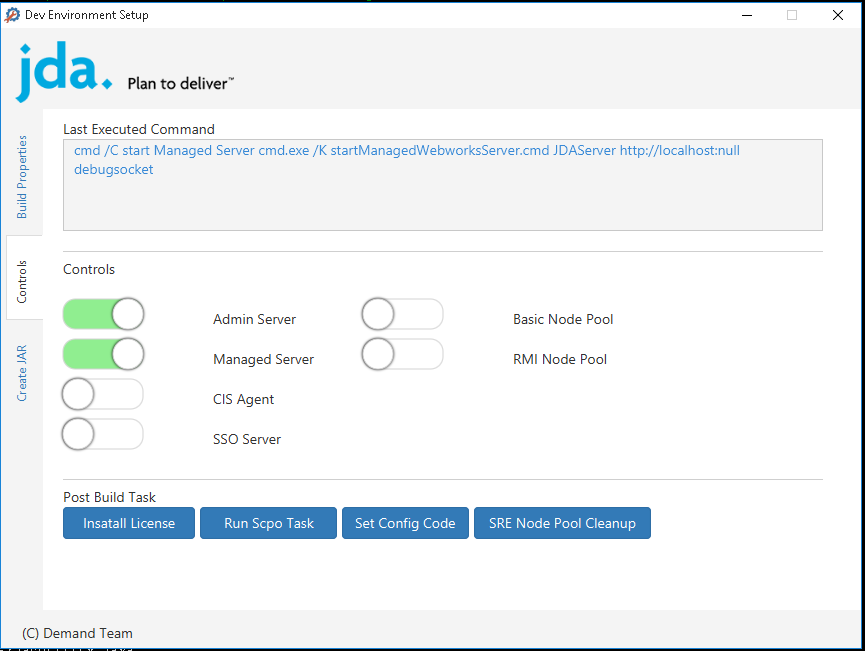 Dev Environment Setup
jda.
Plan to deliver™
Build Properties
Controls
Create JAR
Last Executed Command
cmd /C start Managed Server cmd.exe /K startManagedWebworksServer.cmd JDAServer http://localhost:null
debugsocket
Controls
Admin Server
Basic Node Pool
Managed Server
RMI Node Pool
CIS Agent
SSO Server
Post Build Task
Insatall License
Run Scpo Task
Set Config Code
SRE Node Pool Cleanup
(C) Demand Team